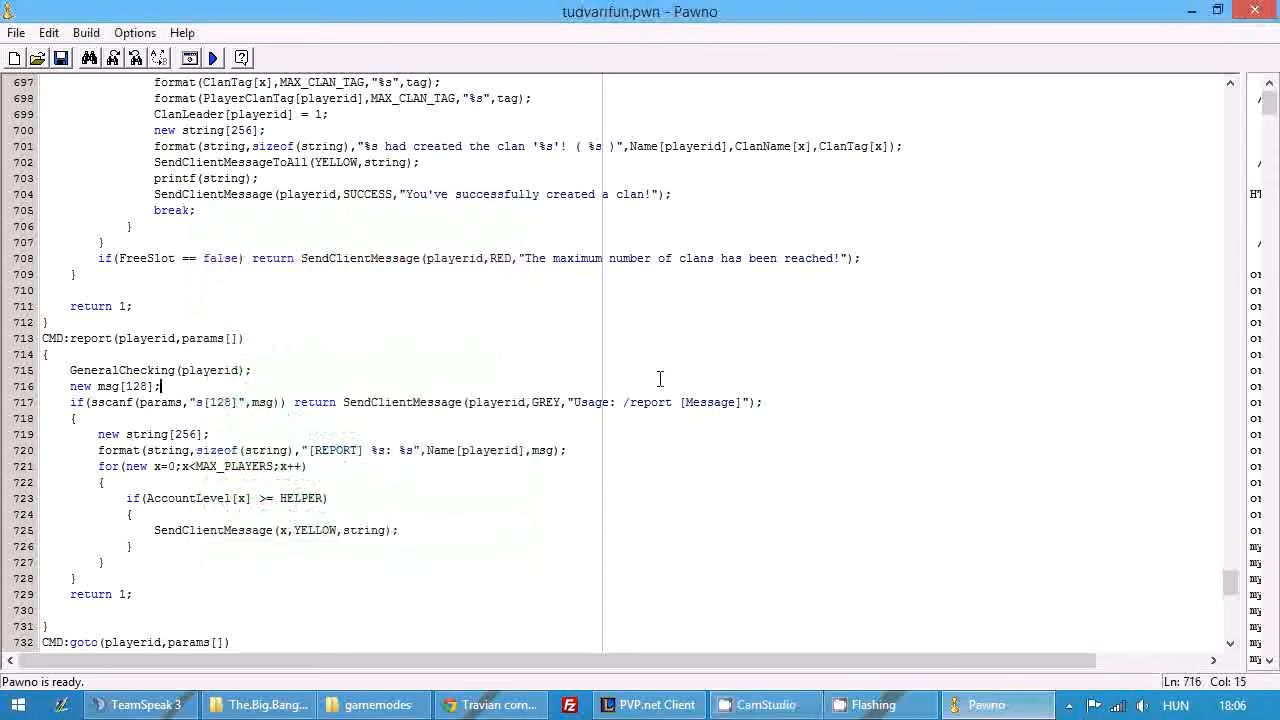 tudvarifun.pwn - Pawno
File Edit Build Options Help
697 format(ClanTag[x],MAX_CLAN_TAG,"%s",tag);
698 format(PlayerClanTag[playerid],MAX_CLAN_TAG,"%s",tag);
699 ClanLeader[playerid] = 1;
700 new string[256];
701 format(string,sizeof(string),"%s had created the clan '%s'! ( %s )",Name[playerid],ClanName[x],ClanTag[x]);
702 SendClientMessageToAll(YELLOW,string);
703 printf(string);
704 SendClientMessage(playerid,SUCCESS,"You've successfully created a clan!");
705 break;
706 }
707 }
708 if(FreeSlot == false) return SendClientMessage(playerid,RED,"The maximum number of clans has been reached!");
709 }
710
711 return 1;
712 }
713 CMD:report(playerid,params[])
714 {
715 GeneralChecking(playerid);
716 new msg[128];
717 if(sscanf(params,"s[128]",msg)) return SendClientMessage(playerid,GREY,"Usage: /report [Message]");
718 {
719 new string[256];
720 format(string,sizeof(string),"[REPORT] %s: %s",Name[playerid],msg);
721 for(new x=0;x<MAX_PLAYERS;x++)
722 {
723 if(AccountLevel[x] >= HELPER)
724 {
725 SendClientMessage(x,YELLOW,string);
726 }
727 }
728 }
729 return 1;
730
731 }
732 CMD:goto(playerid,params[])
Pawno is ready. Ln: 716 Col: 15
TeamSpeak 3 The.Big.Bang... gamemodes Travian com... PVP.net Client CamStudio Flashing Pawno HUN 18:06